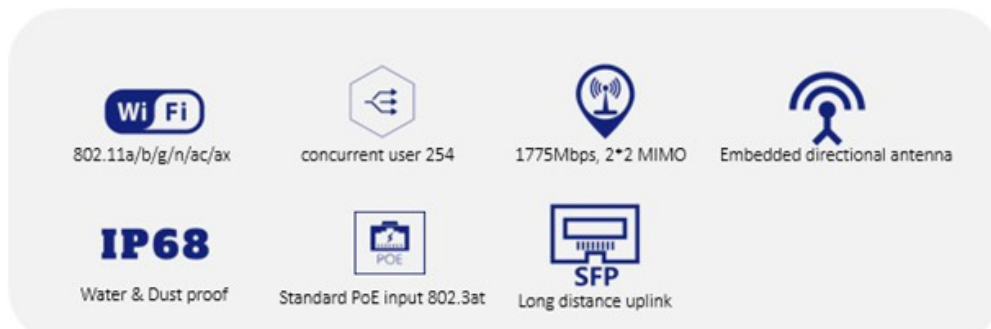 Wi Fi
802.11a/b/g/n/ac/ax
concurrent user 254
1775Mbps, 2*2 MIMO
Embedded directional antenna
IP68
Water & Dust proof
POE
Standard PoE input 802.3at
SFP
Long distance uplink